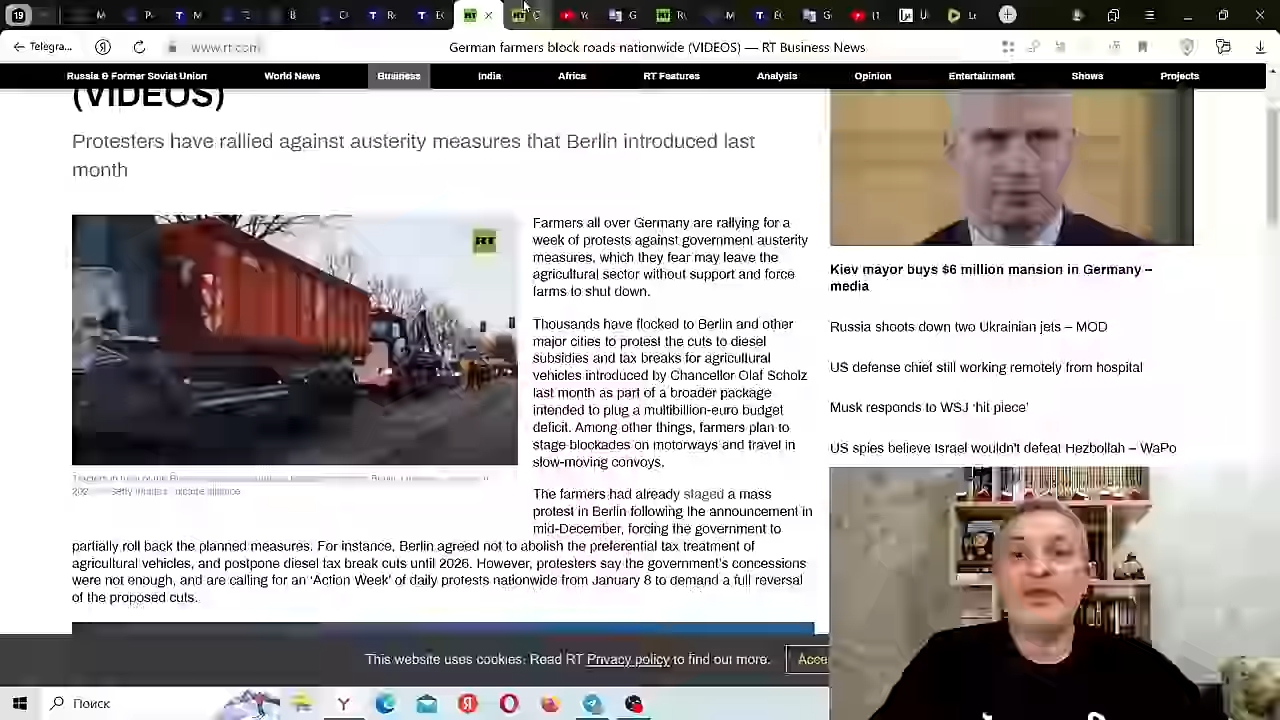 19
Telegra...
www.rt.com
German farmers block roads nationwide (VIDEOS) — RT Business News
Russia & Former Soviet Union World News Business India Africa RT Features Analysis Opinion Entertainment Shows Projects
(VIDEOS)
Protesters have rallied against austerity measures that Berlin introduced last
month
RT
Farmers all over Germany are rallying for a
week of protests against government austerity
measures, which they fear may leave the
agricultural sector without support and force
farms to shut down.
Thousands have flocked to Berlin and other
major cities to protest the cuts to diesel
subsidies and tax breaks for agricultural
vehicles introduced by Chancellor Olaf Scholz
last month as part of a broader package
intended to plug a multibillion-euro budget
deficit. Among other things, farmers plan to
stage blockades on motorways and travel in
slow-moving convoys.
The farmers had already staged a mass
protest in Berlin following the announcement in
mid-December, forcing the government to
partially roll back the planned measures. For instance, Berlin agreed not to abolish the preferential tax treatment of
agricultural vehicles, and postpone diesel tax break cuts until 2026. However, protesters say the government's concessions
were not enough, and are calling for an 'Action Week' of daily protests nationwide from January 8 to demand a full reversal
of the proposed cuts.
Kiev mayor buys $6 million mansion in Germany –
media
Russia shoots down two Ukrainian jets – MOD
US defense chief still working remotely from hospital
Musk responds to WSJ 'hit piece'
US spies believe Israel wouldn't defeat Hezbollah – WaPo
This website uses cookies. Read RT Privacy policy to find out more.
Acce
Поиск